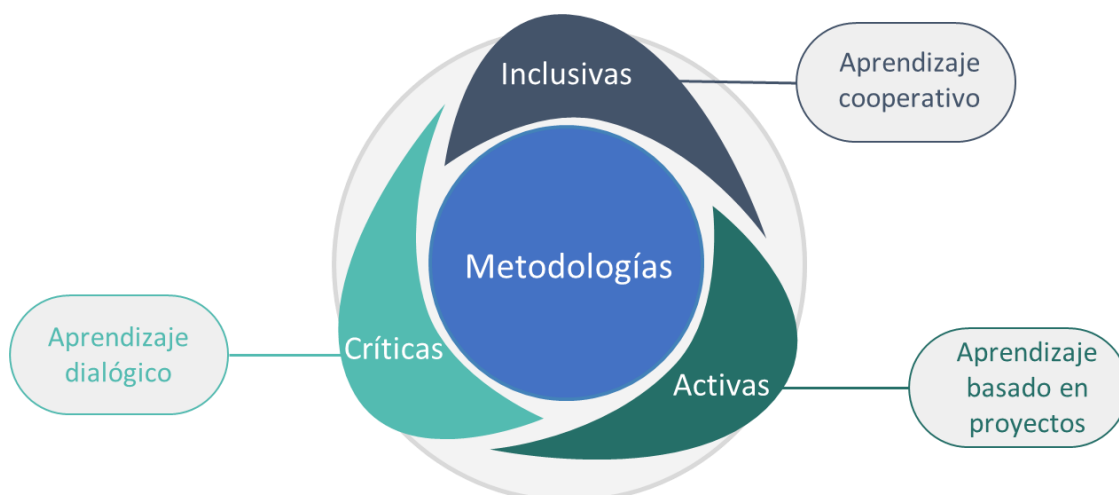 Inclusivas
Aprendizaje
cooperativo
Metodologías
Aprendizaje
dialógico
Críticas
Activas
Aprendizaje
basado en
proyectos